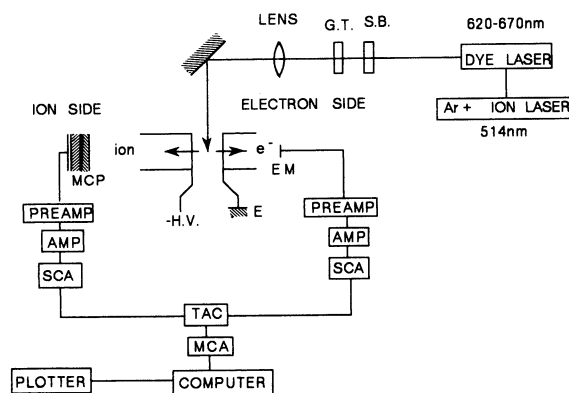 620-670nm
LENS
G.T.
S.B.
DYE LASER
Ar+ ION LASER
514nm
ION SIDE
ELECTRON SIDE
ion
e-
MCP
EM
-H.V.
E
PREAMP
PREAMP
AMP
AMP
SCA
SCA
TAC
MCA
PLOTTER
COMPUTER